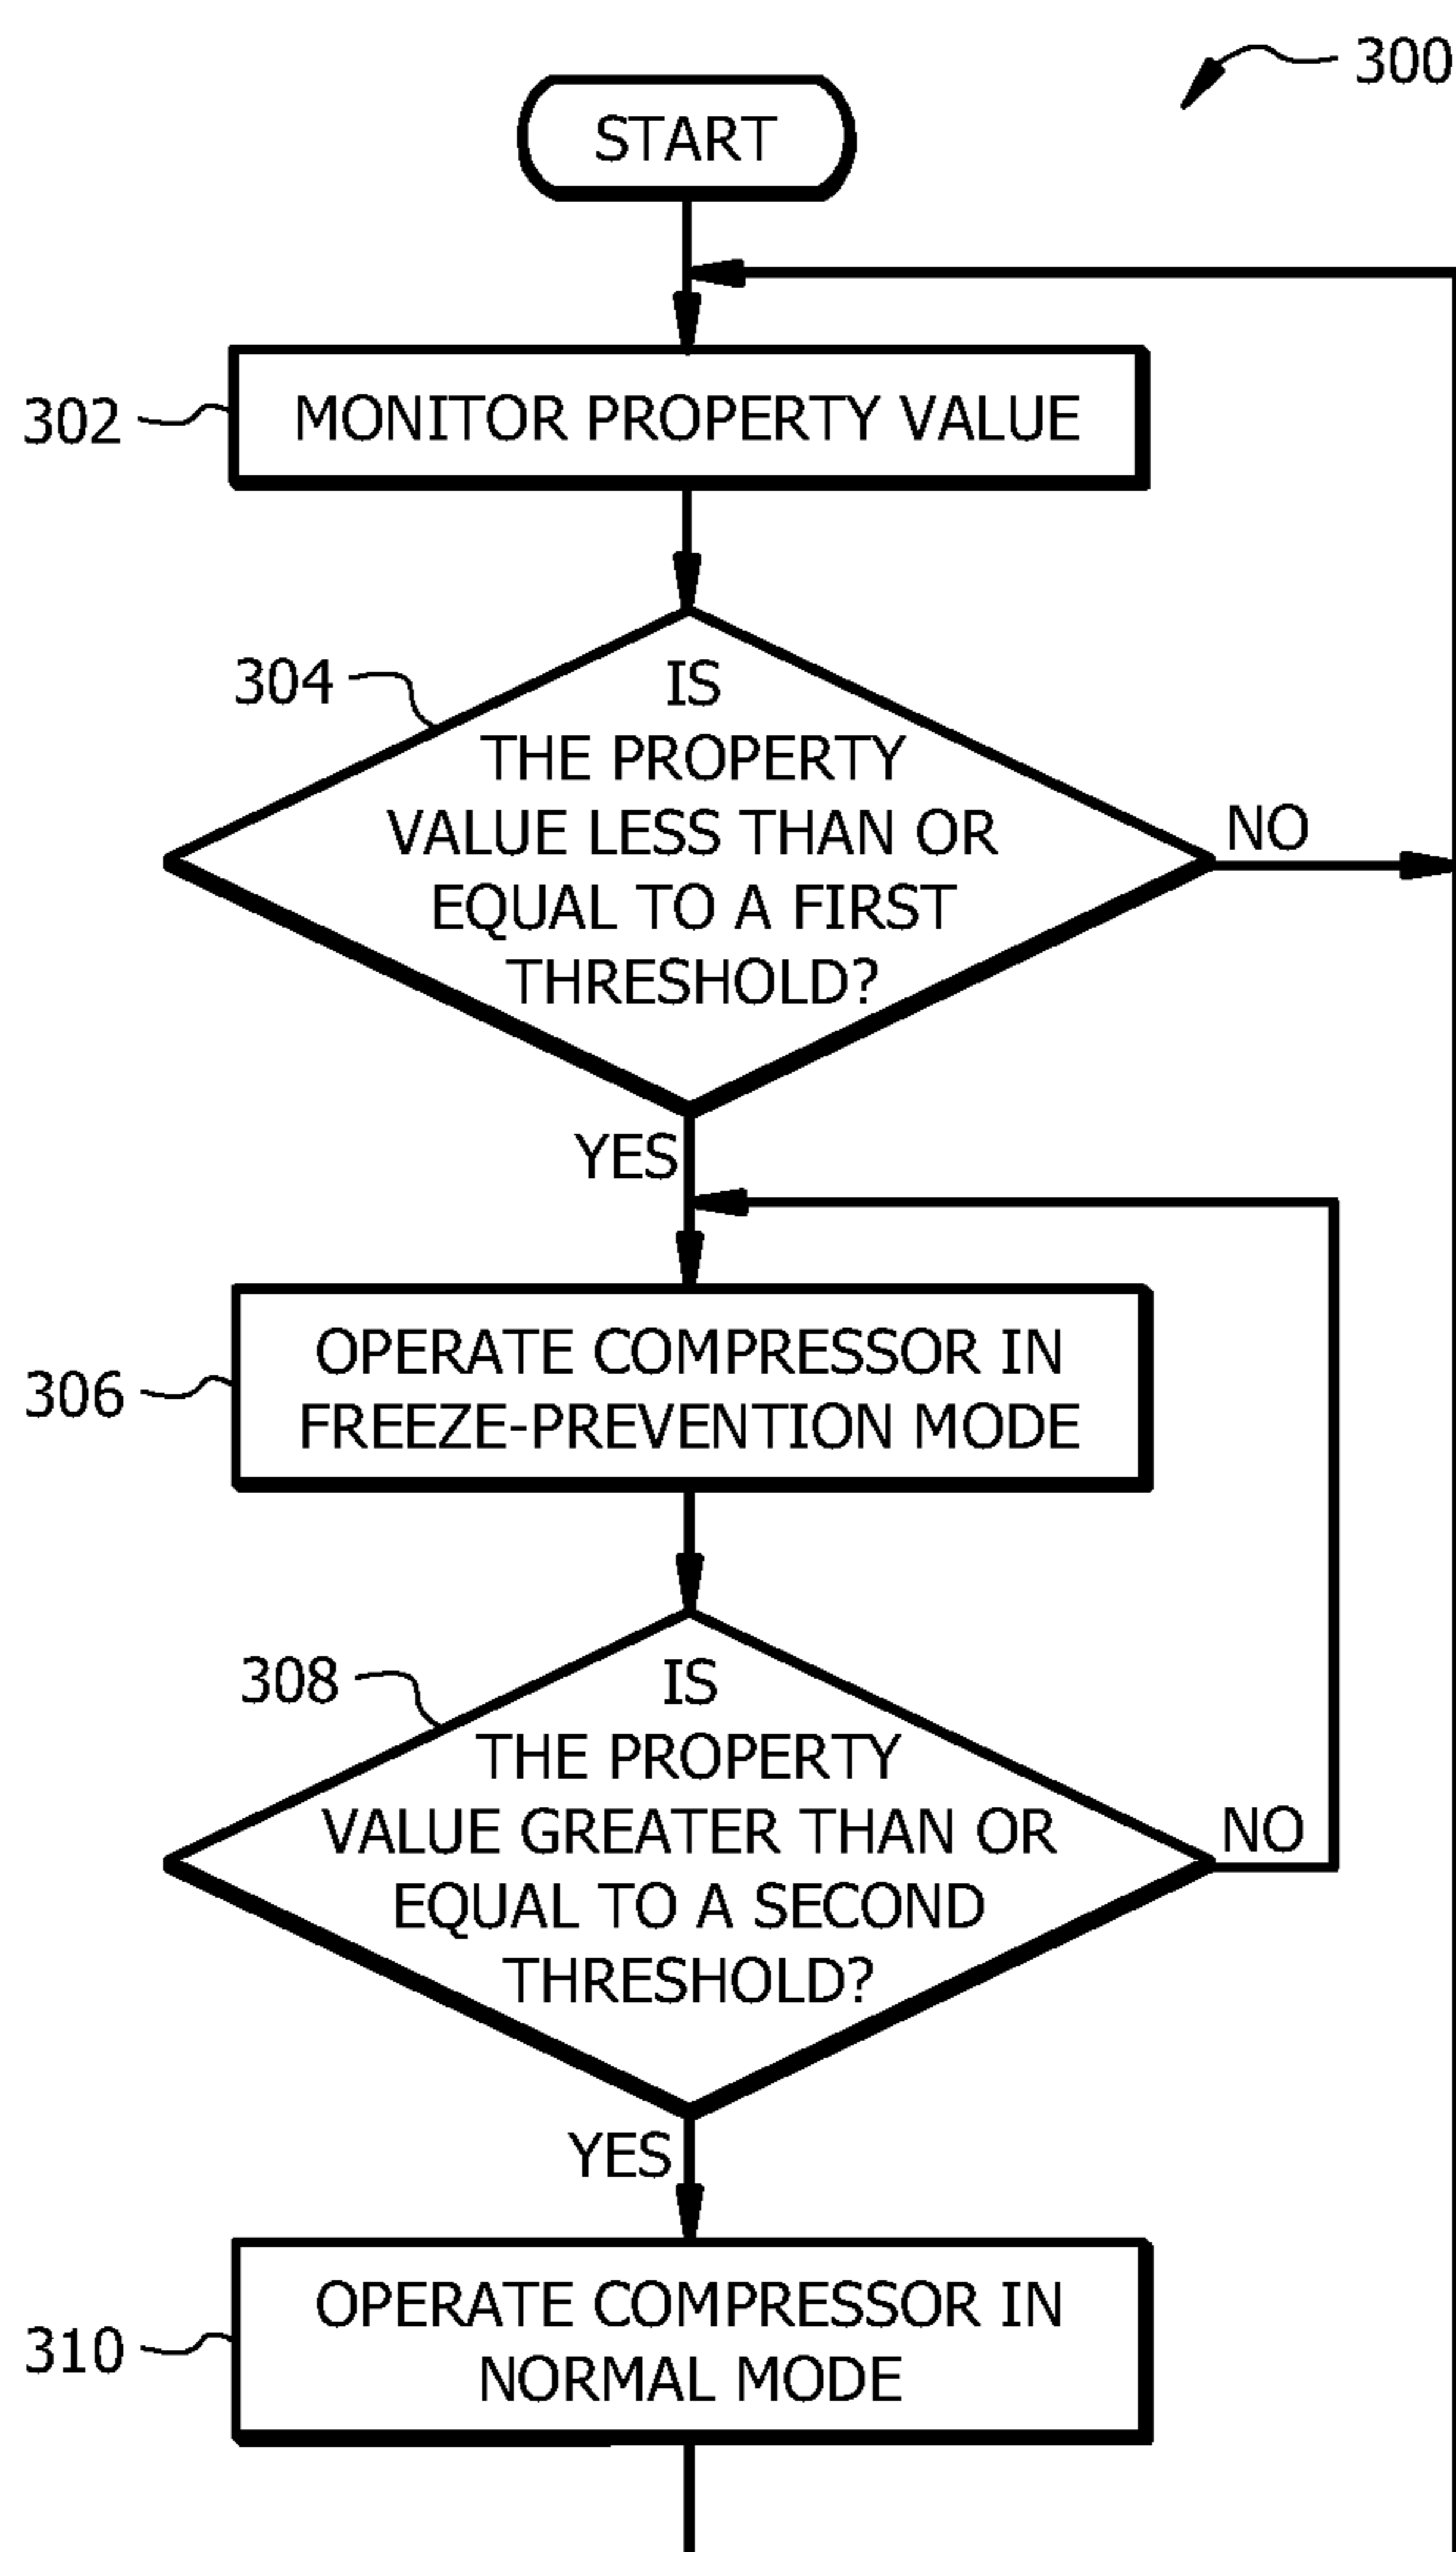 300
START
302
MONITOR PROPERTY VALUE
304
IS
THE PROPERTY
VALUE LESS THAN OR
EQUAL TO A FIRST
THRESHOLD?
NO
YES
306
OPERATE COMPRESSOR IN
FREEZE-PREVENTION MODE
308
IS
THE PROPERTY
VALUE GREATER THAN OR
EQUAL TO A SECOND
THRESHOLD?
NO
YES
310
OPERATE COMPRESSOR IN
NORMAL MODE